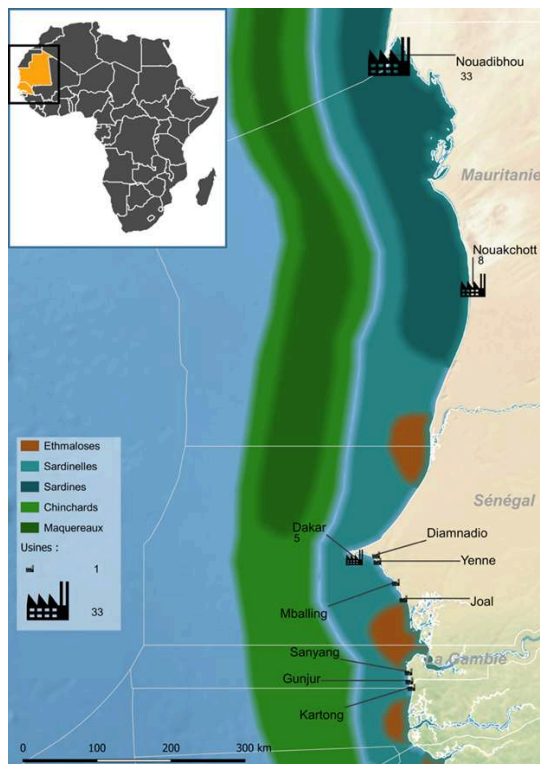 Nouadibhou
33
Mauritanie
Nouakchott
8
Ethmaloses
Sardinelles
Sardines
Chinchards
Maquereaux
Usines :
1
33
Sénégal
Dakar
5
Diamnadio
Yenne
Mballing
Joal
Sanyang
La Gambie
Gunjur
Kartong
0 100 200 300 km